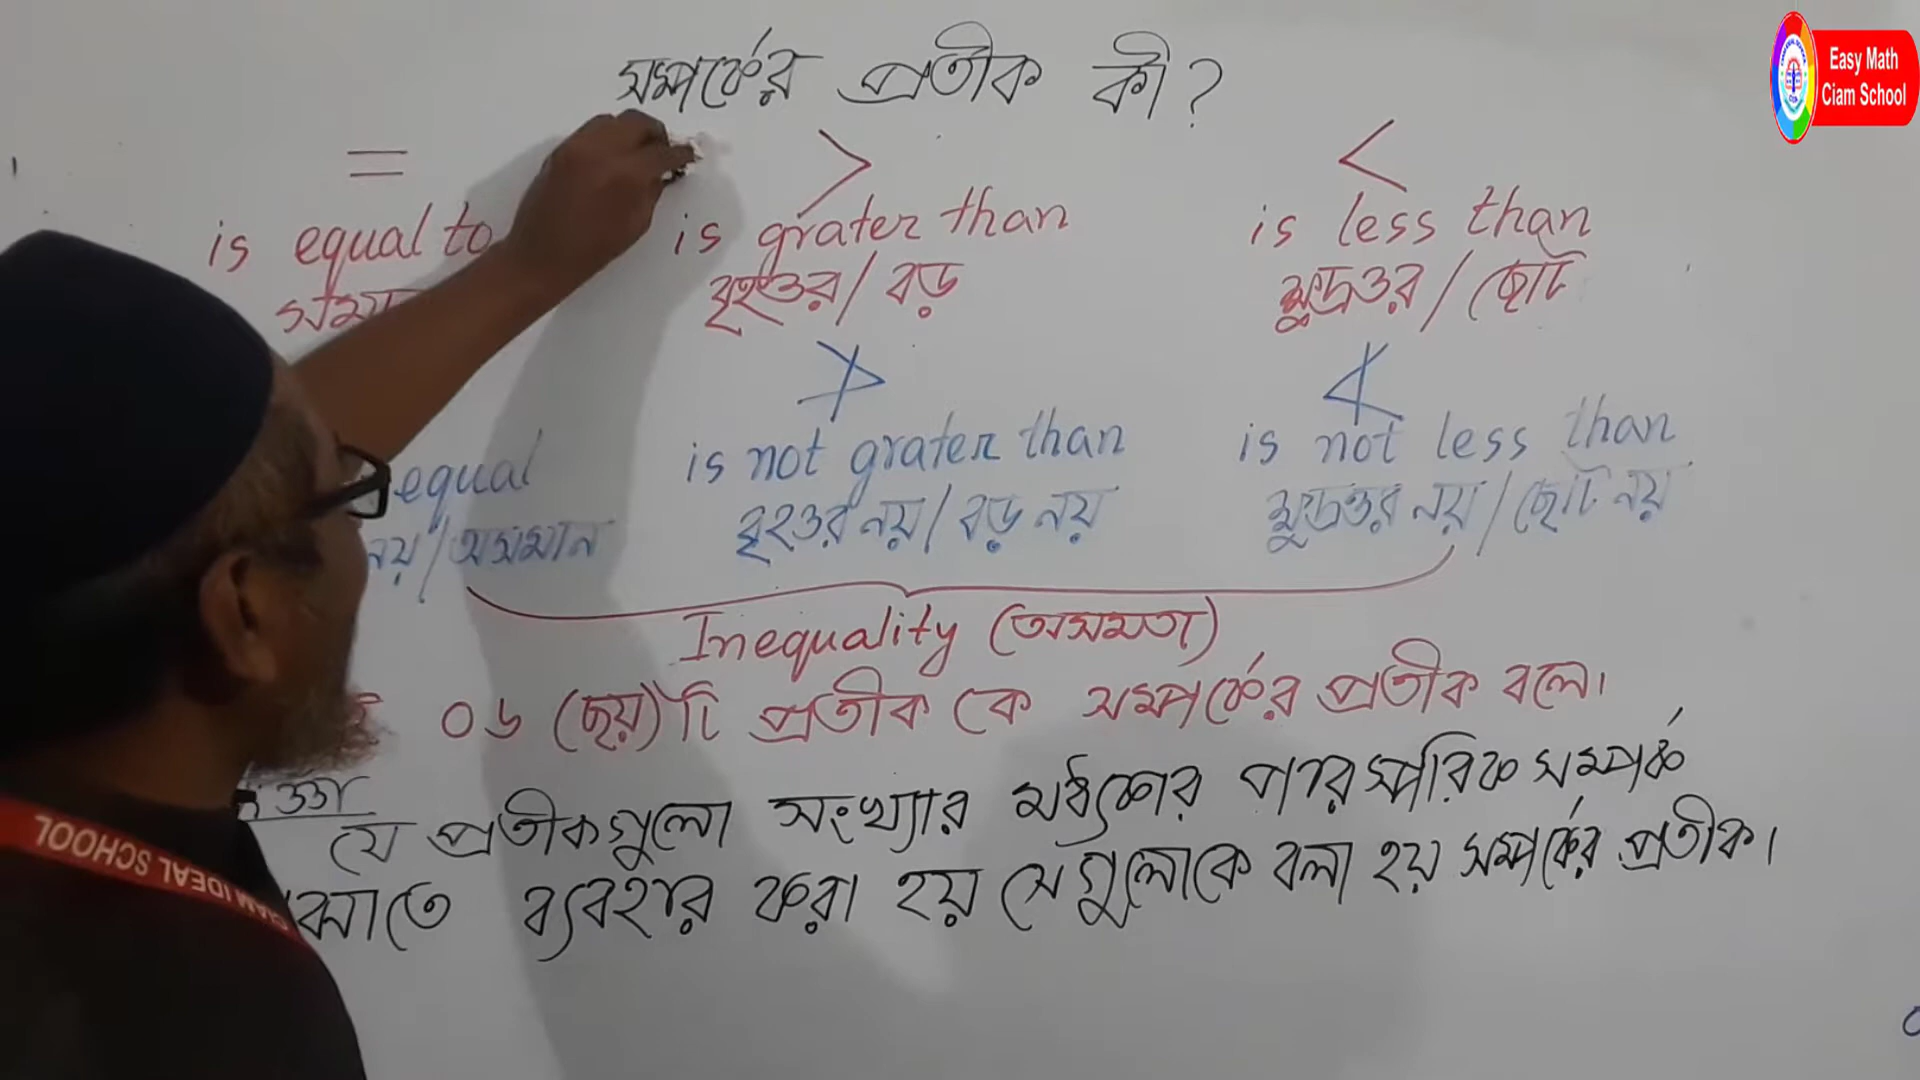 সম্পর্কের প্রতীক কী?
Easy Math
Ciam School
= > <
is equal to is grater than is less than
বৃহত্তর/বড় ক্ষুদ্রতর/ছোট
≯ ≮
equal is not grater than is not less than
নয়/অসমান বৃহত্তর নয়/বড় নয় ক্ষুদ্রতর নয়/ছোট নয়
Inequality (অসমতা)
০৬ (ছয়)টি প্রতীক কে সম্পর্কের প্রতীক বলে।
যে প্রতীকগুলো সংখ্যার মধ্যকার পারস্পরিক সম্পর্ক
ব্যবহার করা হয় সেগুলোকে বলা হয় সম্পর্কের প্রতীক।
IDEAL SCHOOL